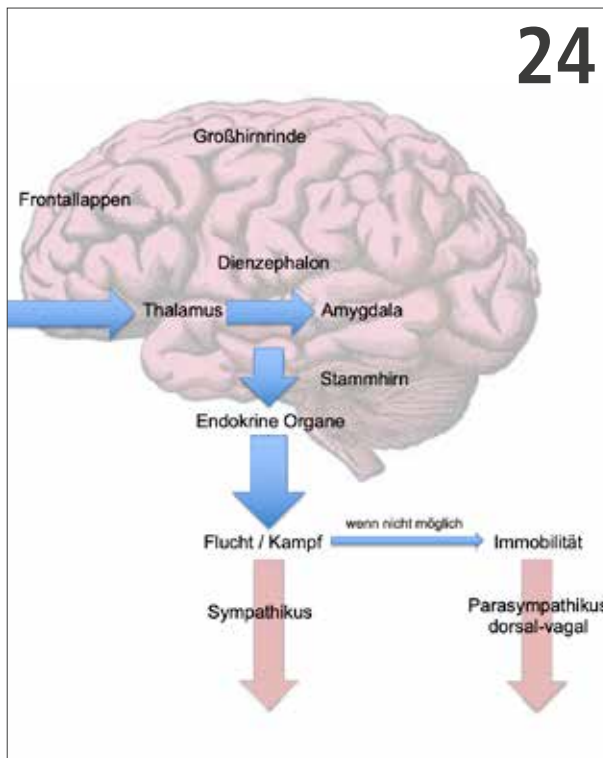 24
Großhirnrinde
Frontallappen
Dienzephalon
Thalamus
Amygdala
Stammhirn
Endokrine Organe
wenn nicht möglich
Flucht / Kampf
Immobilität
Sympathikus
Parasympathikus
dorsal-vagal